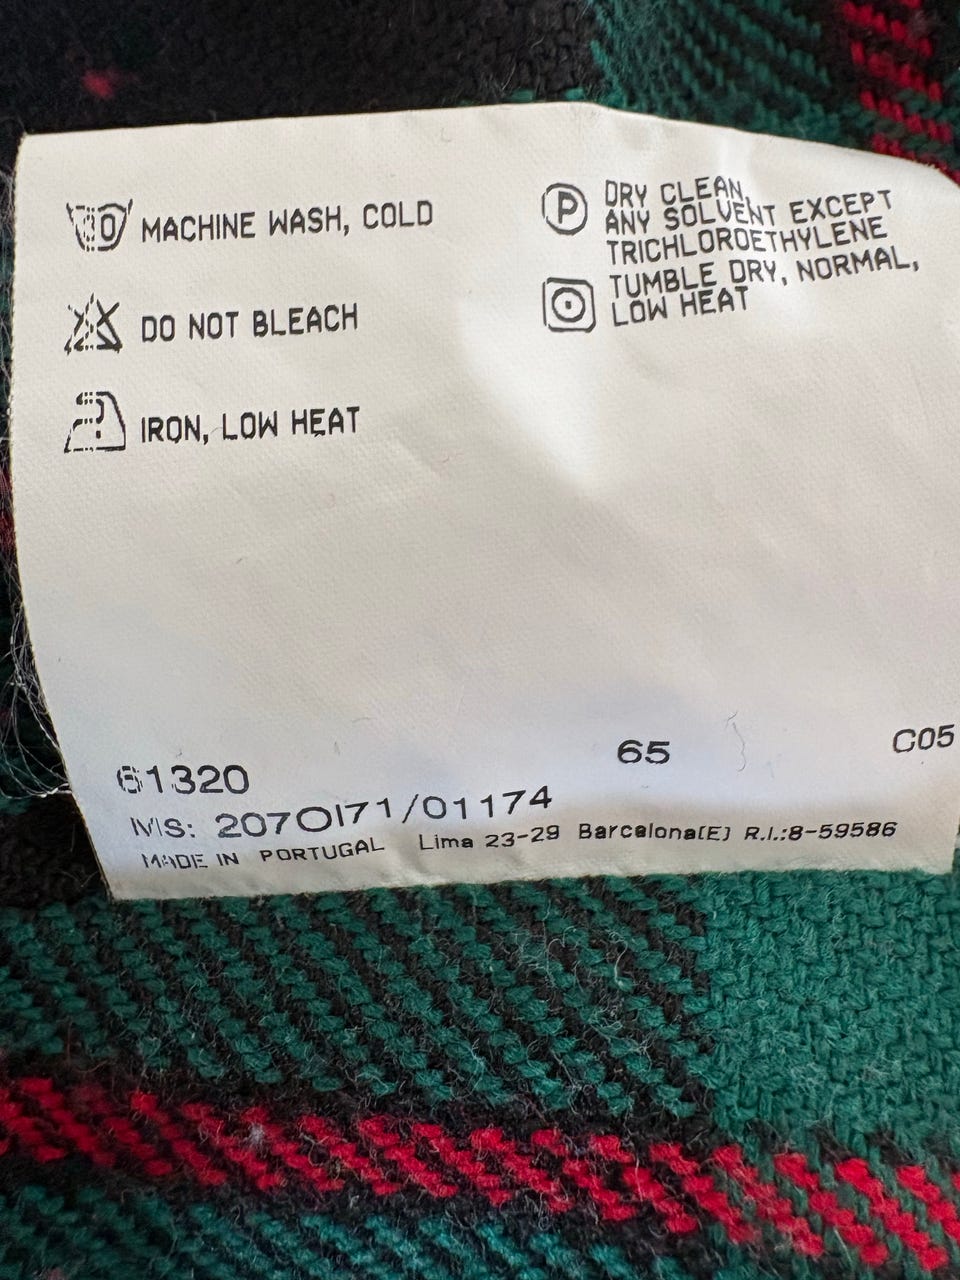 30 MACHINE WASH, COLD
DO NOT BLEACH
IRON, LOW HEAT
P DRY CLEAN,
ANY SOLVENT EXCEPT
TRICHLOROETHYLENE
TUMBLE DRY, NORMAL,
LOW HEAT
61320 65 C05
MS: 2070171/01174
MADE IN PORTUGAL Lima 23-29 Barcelona(E) R.I.:8-59586